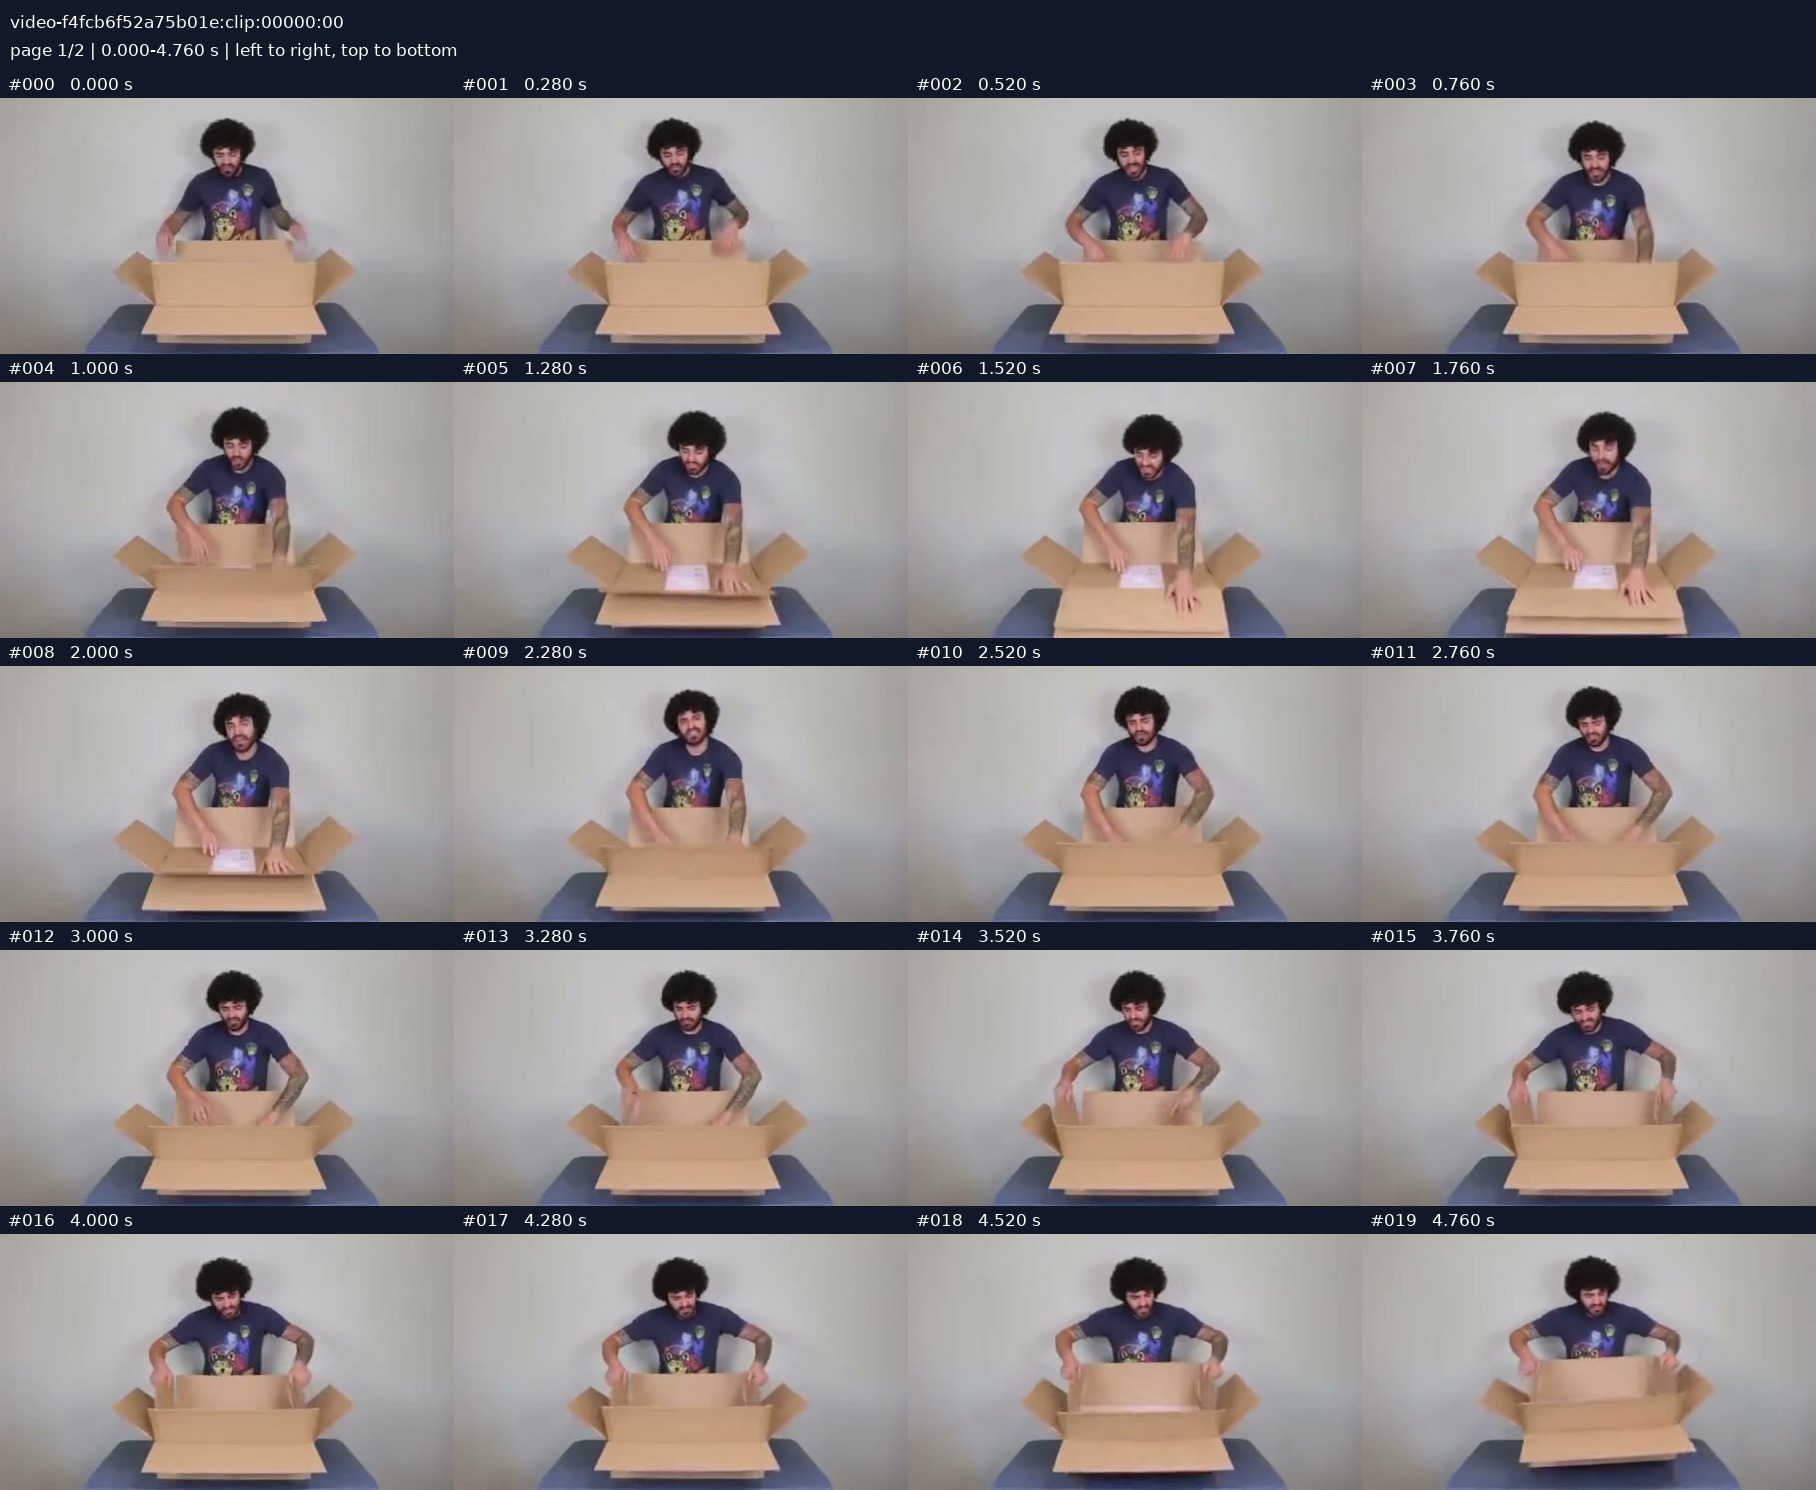 video-f4fcb6f52a75b01e:clip:00000:00
page 1/2 | 0.000-4.760 s | left to right, top to bottom
#000 0.000 s
#001 0.280 s
#002 0.520 s
#003 0.760 s
#004 1.000 s
#005 1.280 s
#006 1.520 s
#007 1.760 s
#008 2.000 s
#009 2.280 s
#010 2.520 s
#011 2.760 s
#012 3.000 s
#013 3.280 s
#014 3.520 s
#015 3.760 s
#016 4.000 s
#017 4.280 s
#018 4.520 s
#019 4.760 s